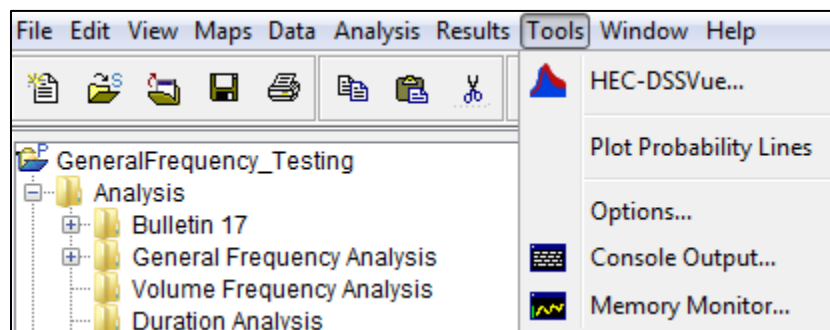 File Edit View Maps Data Analysis Results Tools Window Help
HEC-DSSVue...
Plot Probability Lines
Options...
Console Output...
Memory Monitor...
GeneralFrequency_Testing
Analysis
Bulletin 17
General Frequency Analysis
Volume Frequency Analysis
Duration Analysis